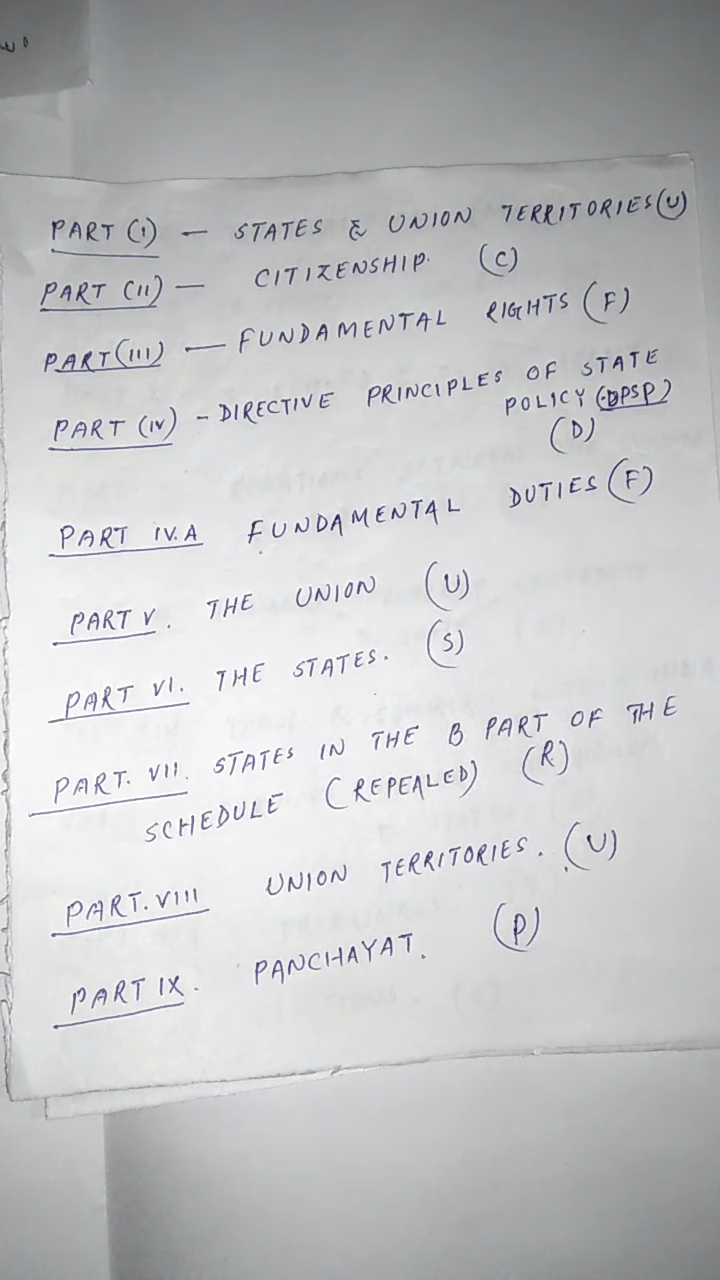 PART (I) — STATES & UNION TERRITORIES (U)
PART (II) — CITIZENSHIP. (C)
PART (III) — FUNDAMENTAL RIGHTS (F)
PART (IV) - DIRECTIVE PRINCIPLES OF STATE
POLICY (DPSP)
(D)
PART IV.A FUNDAMENTAL DUTIES (F)
PART V. THE UNION (U)
PART VI. THE STATES. (S)
PART. VII. STATES IN THE B PART OF THE
SCHEDULE (REPEALED) (R)
PART. VIII UNION TERRITORIES. (U)
PART IX. PANCHAYAT. (P)